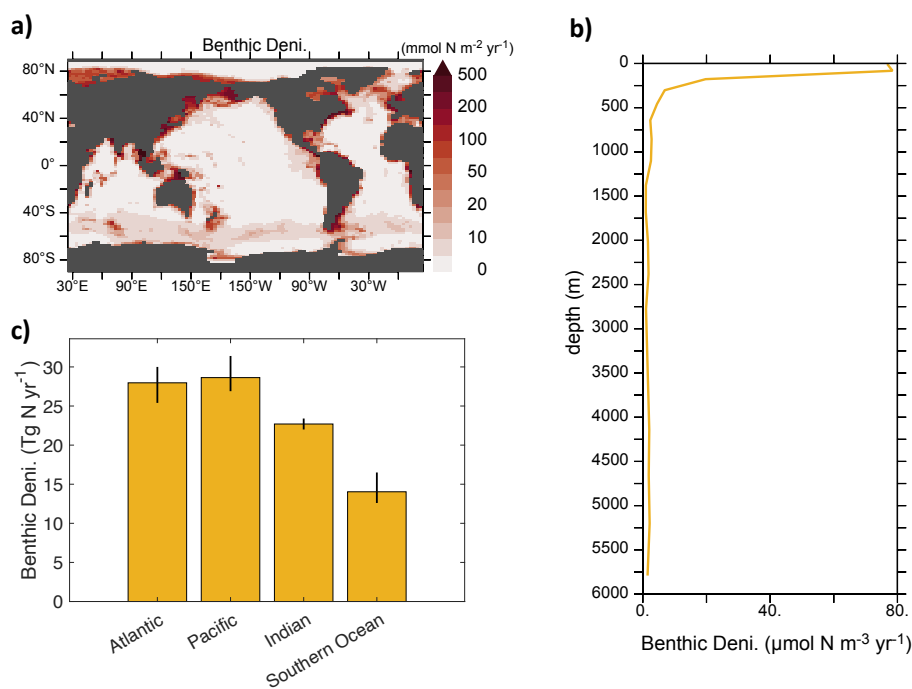 a)
Benthic Deni.
(mmol N m⁻² yr⁻¹)
80°N
40°N
0°
40°S
80°S
30°E 90°E 150°E 150°W 90°W 30°W
500
200
100
50
20
10
0
b)
0
500
1000
1500
2000
2500
3000
3500
4000
4500
5000
5500
6000
depth (m)
0. 40. 80.
Benthic Deni. (μmol N m⁻³ yr⁻¹)
c)
Benthic Deni. (Tg N yr⁻¹)
30
25
20
15
10
5
0
Atlantic
Pacific
Indian
Southern Ocean